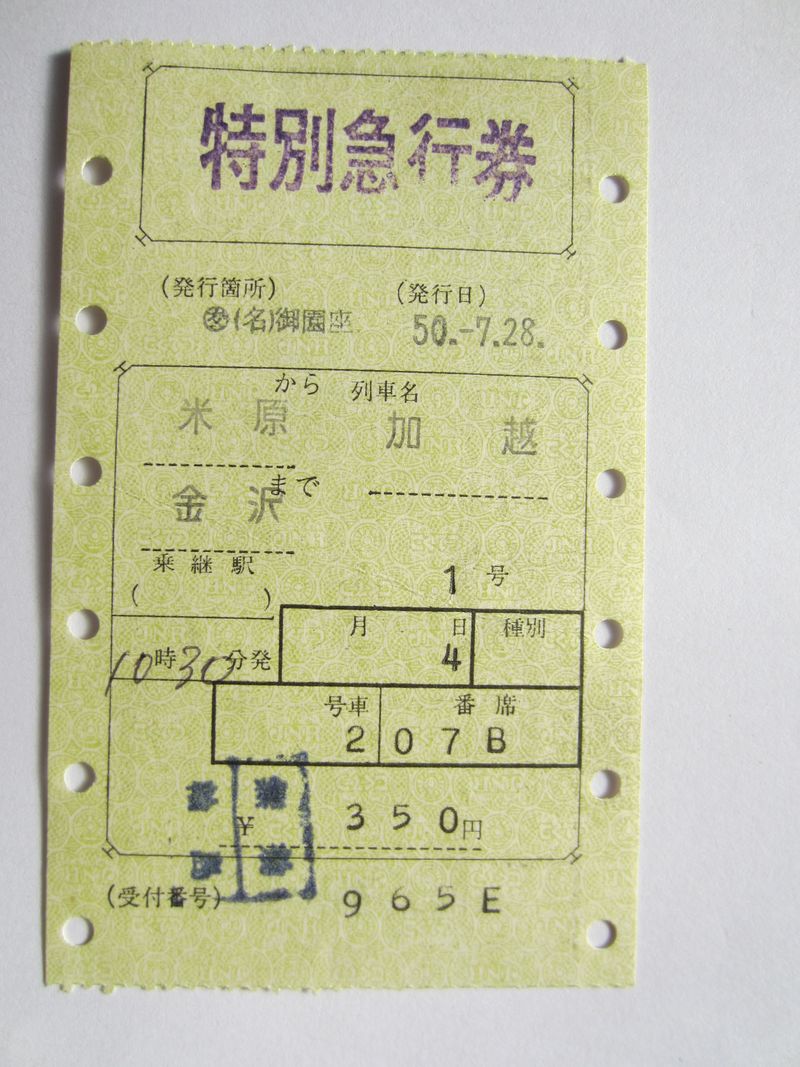 特別急行券
(発行箇所)
(発行日)
㊕(名)御園座
50.-7.28.
米原から
列車名
加越
金沢まで
乗継駅
( )
1号
10時30分発
月
4日
種別
2号車
番席
07B
¥350円
(受付番号)
965E